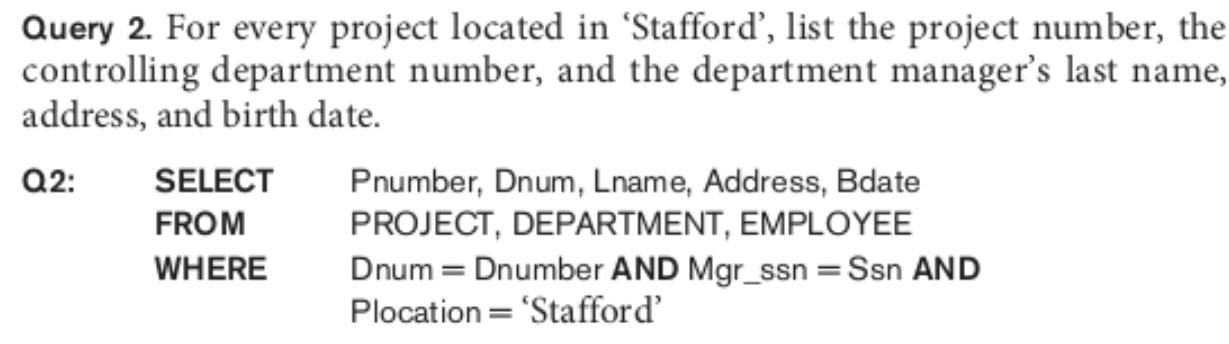 Query 2. For every project located in ‘Stafford’, list the project number, the
controlling department number, and the department manager’s last name,
address, and birth date.
Q2: SELECT Pnumber, Dnum, Lname, Address, Bdate
FROM PROJECT, DEPARTMENT, EMPLOYEE
WHERE Dnum = Dnumber AND Mgr_ssn = Ssn AND
Plocation = ‘Stafford’